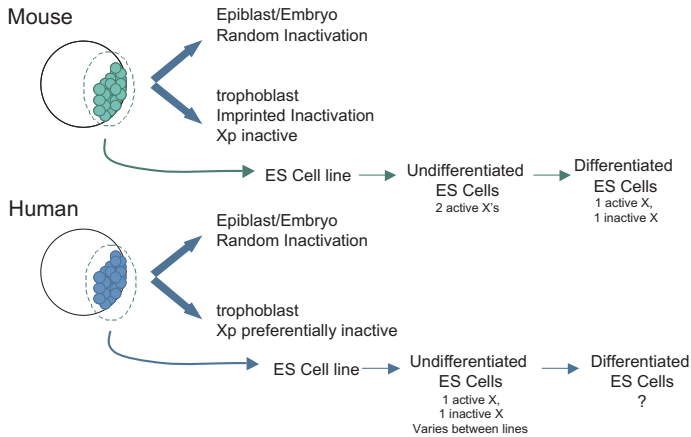 Mouse
Epiblast/Embryo
Random Inactivation
trophoblast
Imprinted Inactivation
Xp inactive
ES Cell line
Undifferentiated
ES Cells
2 active X's
Differentiated
ES Cells
1 active X,
1 inactive X
Human
Epiblast/Embryo
Random Inactivation
trophoblast
Xp preferentially inactive
ES Cell line
Undifferentiated
ES Cells
1 active X,
1 inactive X
Varies between lines
Differentiated
ES Cells
?